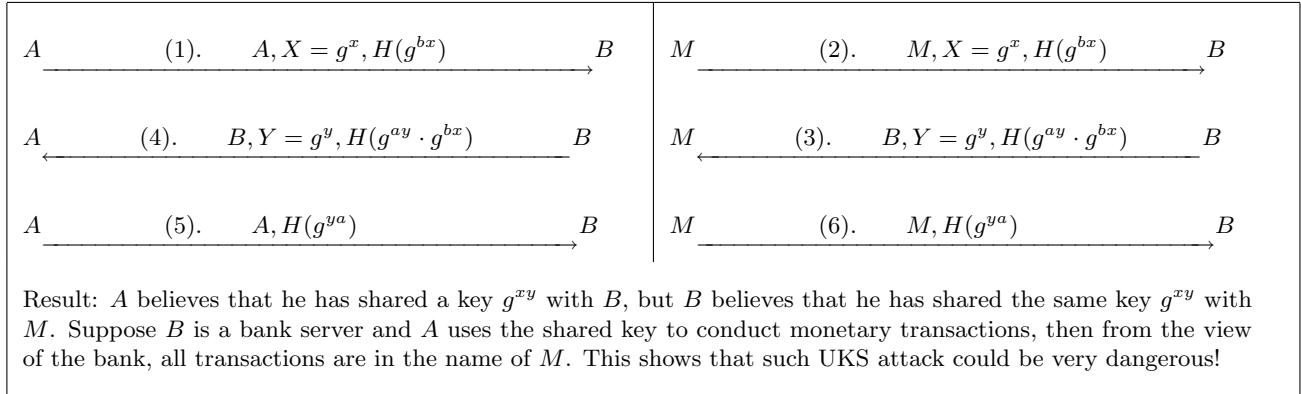 A (1). A, X = g^x, H(g^{bx}) B M (2). M, X = g^x, H(g^{bx}) B
A (4). B, Y = g^y, H(g^{ay} · g^{bx}) B M (3). B, Y = g^y, H(g^{ay} · g^{bx}) B
A (5). A, H(g^{ya}) B M (6). M, H(g^{ya}) B
Result: A believes that he has shared a key g^{xy} with B, but B believes that he has shared the same key g^{xy} with
M. Suppose B is a bank server and A uses the shared key to conduct monetary transactions, then from the view
of the bank, all transactions are in the name of M. This shows that such UKS attack could be very dangerous!